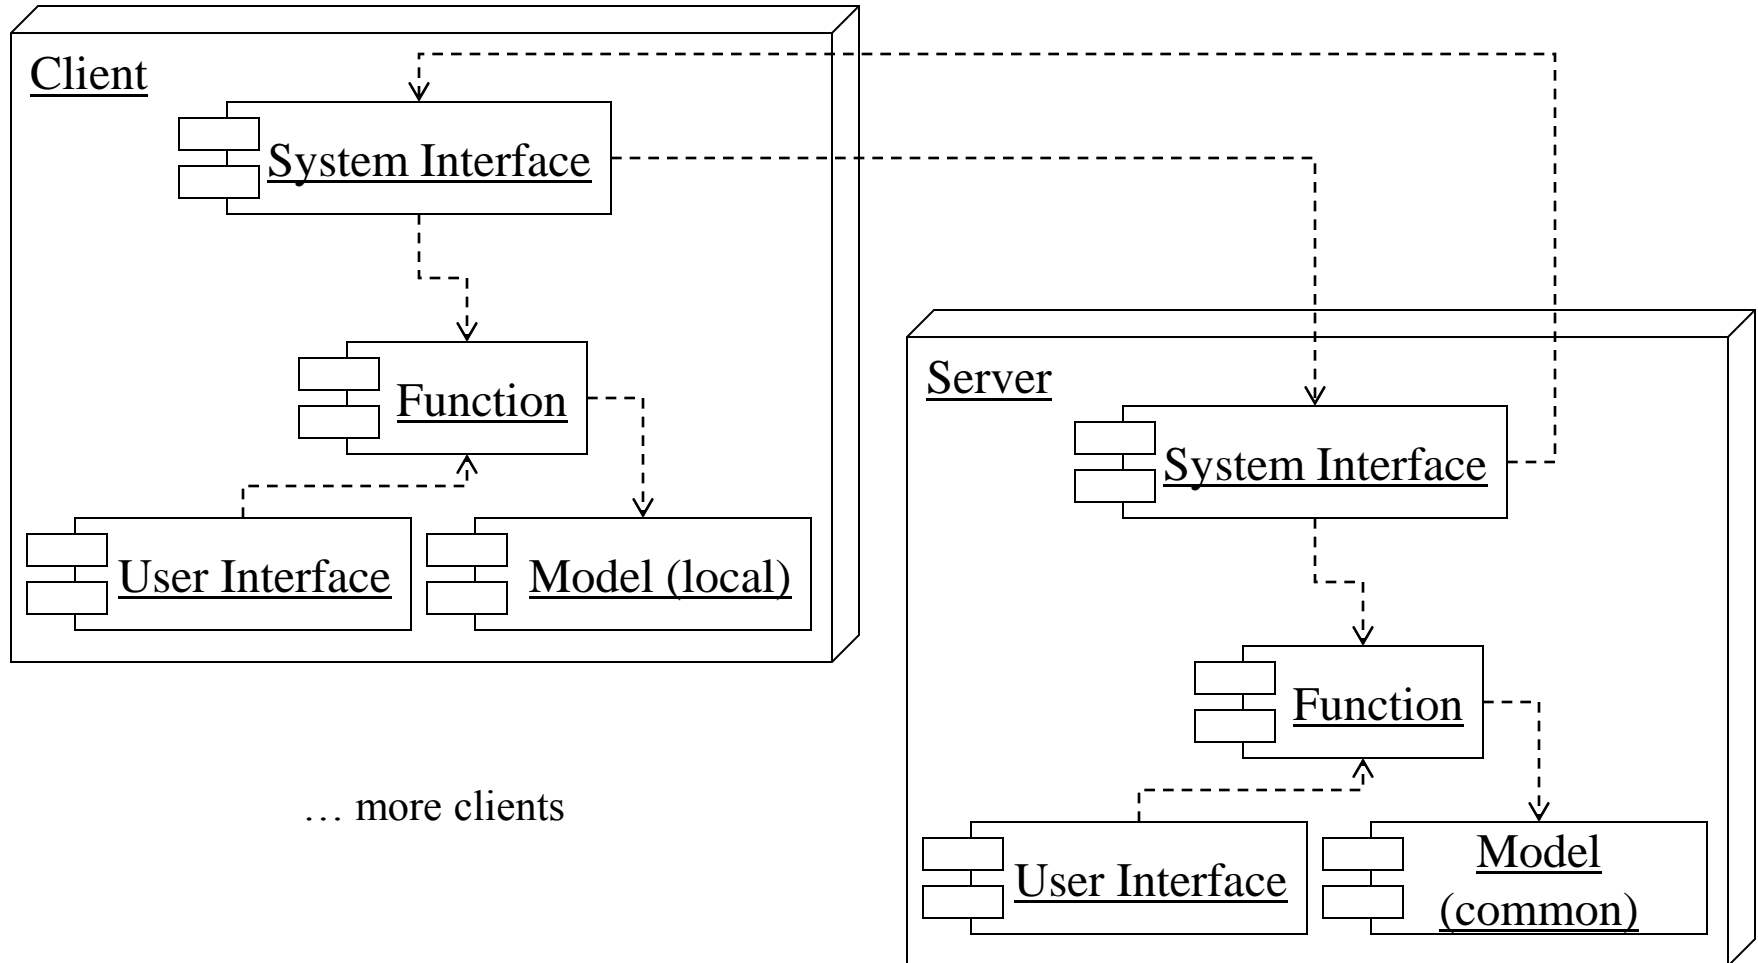 Client
System Interface
Function
User Interface
Model (local)
… more clients
Server
System Interface
Function
User Interface
Model
(common)